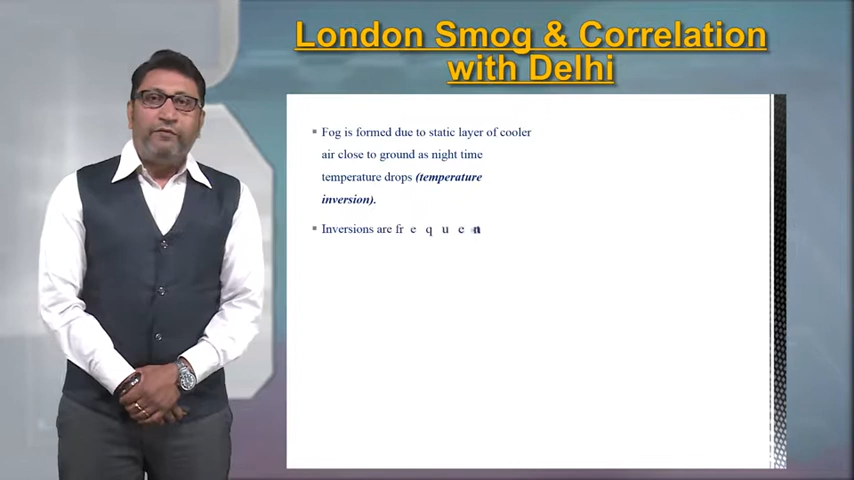 London Smog & Correlation
with Delhi
Fog is formed due to static layer of cooler
air close to ground as night time
temperature drops (temperature
inversion).
Inversions are frequen